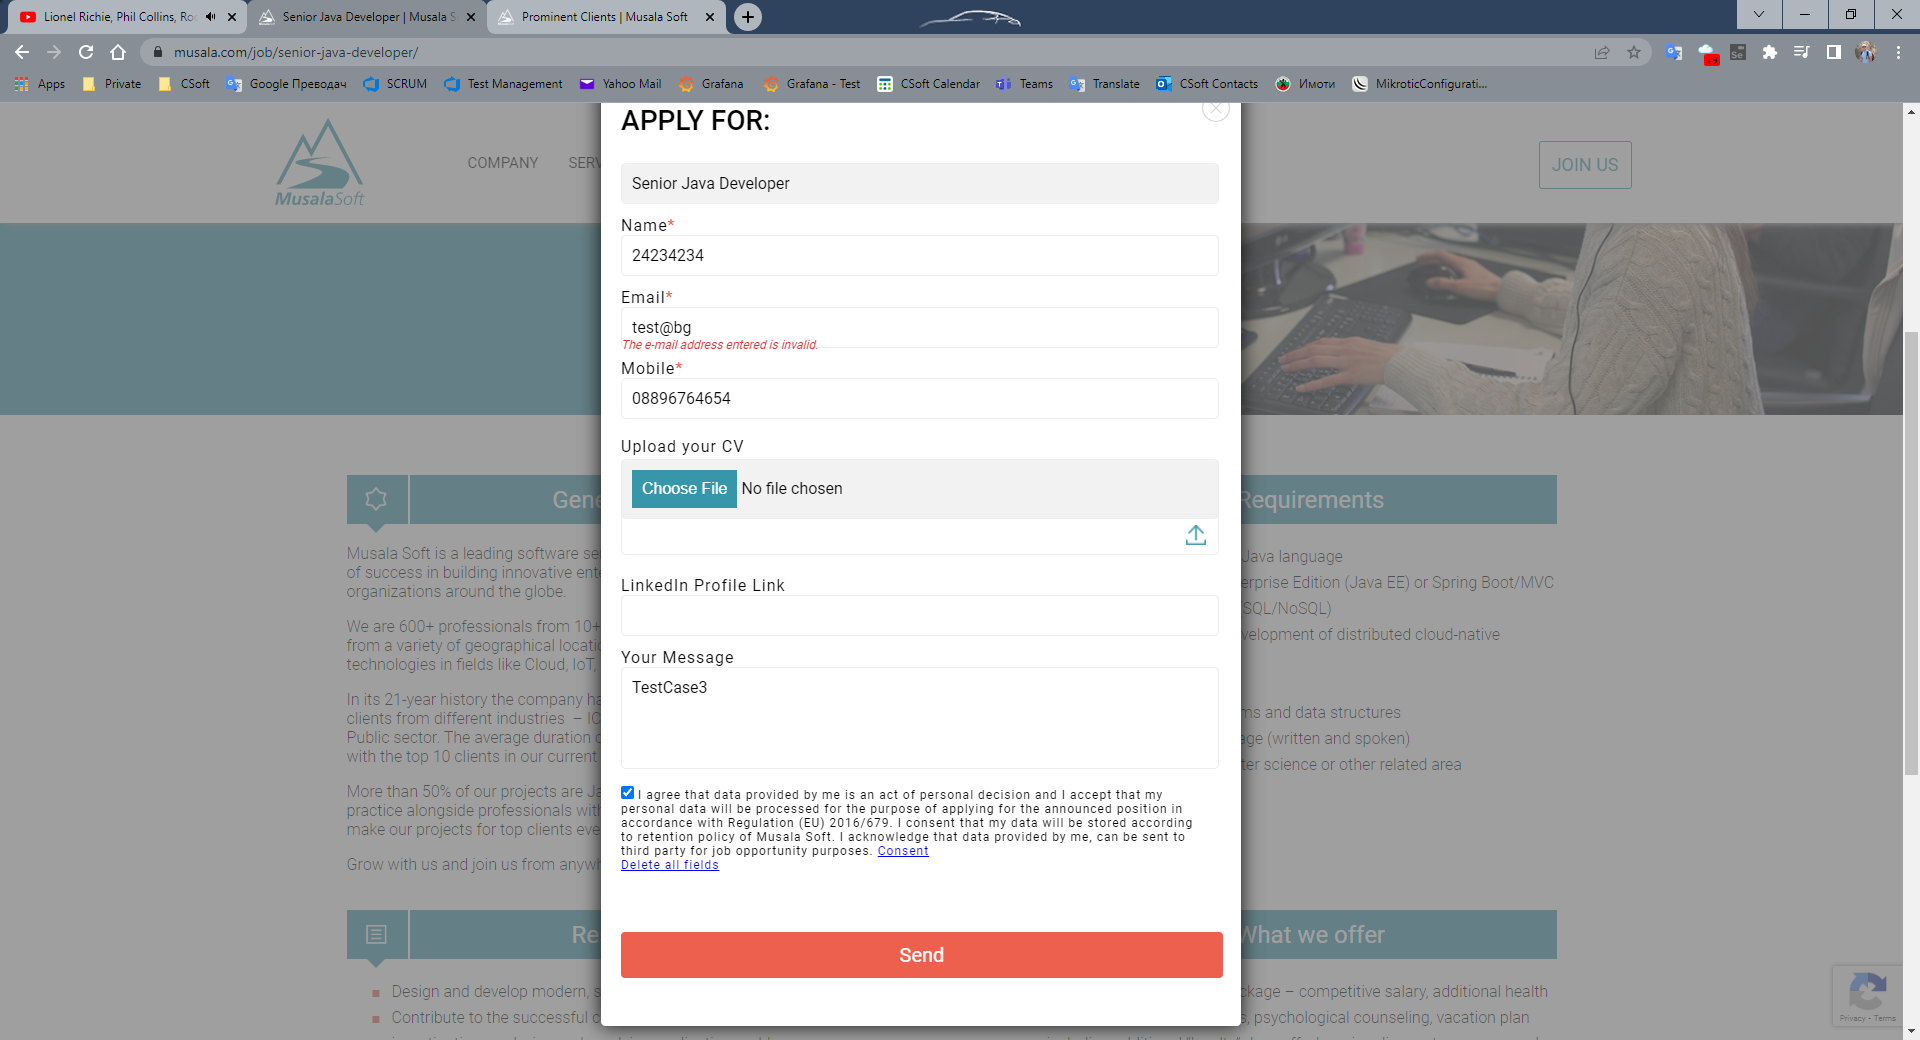 Lionel Richie, Phil Collins, Ro
Senior Java Developer | Musala S
Prominent Clients | Musala Soft
musala.com/job/senior-java-developer/
Apps
Private
CSoft
Google Преводач
SCRUM
Test Management
Yahoo Mail
Grafana
Grafana - Test
CSoft Calendar
Teams
Translate
CSoft Contacts
Имоти
MikroticConfigurati...
MusalaSoft
COMPANY
SERV
JOIN US
APPLY FOR:
Senior Java Developer
Name*
24234234
Email*
test@bg
The e-mail address entered is invalid.
Mobile*
08896764654
Upload your CV
Choose File No file chosen
LinkedIn Profile Link
Your Message
TestCase3
I agree that data provided by me is an act of personal decision and I accept that my
personal data will be processed for the purpose of applying for the announced position in
accordance with Regulation (EU) 2016/679. I consent that my data will be stored according
to retention policy of Musala Soft. I acknowledge that data provided by me, can be sent to
third party for job opportunity purposes. Consent
Delete all fields
Send
Gene
Musala Soft is a leading software se
of success in building innovative ente
organizations around the globe.
We are 600+ professionals from 10+
from a variety of geographical locatio
technologies in fields like Cloud, IoT,
In its 21-year history the company ha
clients from different industries – IC
Public sector. The average duration o
with the top 10 clients in our current
More than 50% of our projects are Ja
practice alongside professionals with
make our projects for top clients eve
Grow with us and join us from anywh
Requirements
Java language
erprise Edition (Java EE) or Spring Boot/MVC
SQL/NoSQL)
velopment of distributed cloud-native
ms and data structures
age (written and spoken)
ter science or other related area
Re
Design and develop modern, s
Contribute to the successful c
What we offer
ckage – competitive salary, additional health
s, psychological counseling, vacation plan
Privacy - Terms